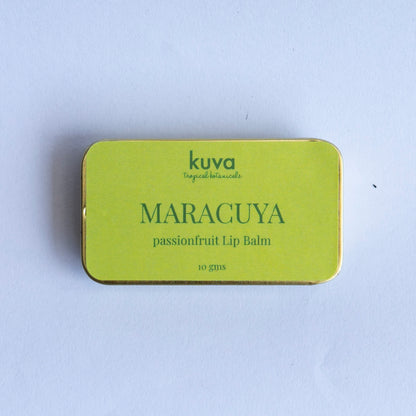 kuva
tropical botanicals
MARACUYA
passionfruit Lip Balm
10 gms